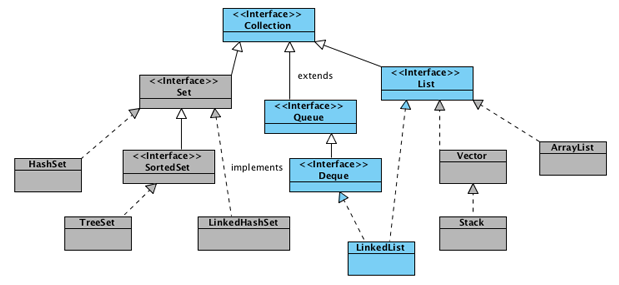 <<Interface>>
Collection
extends
<<Interface>>
Set
<<Interface>>
List
<<Interface>>
Queue
ArrayList
HashSet
<<Interface>>
SortedSet
implements
<<Interface>>
Deque
Vector
TreeSet
LinkedHashSet
Stack
LinkedList